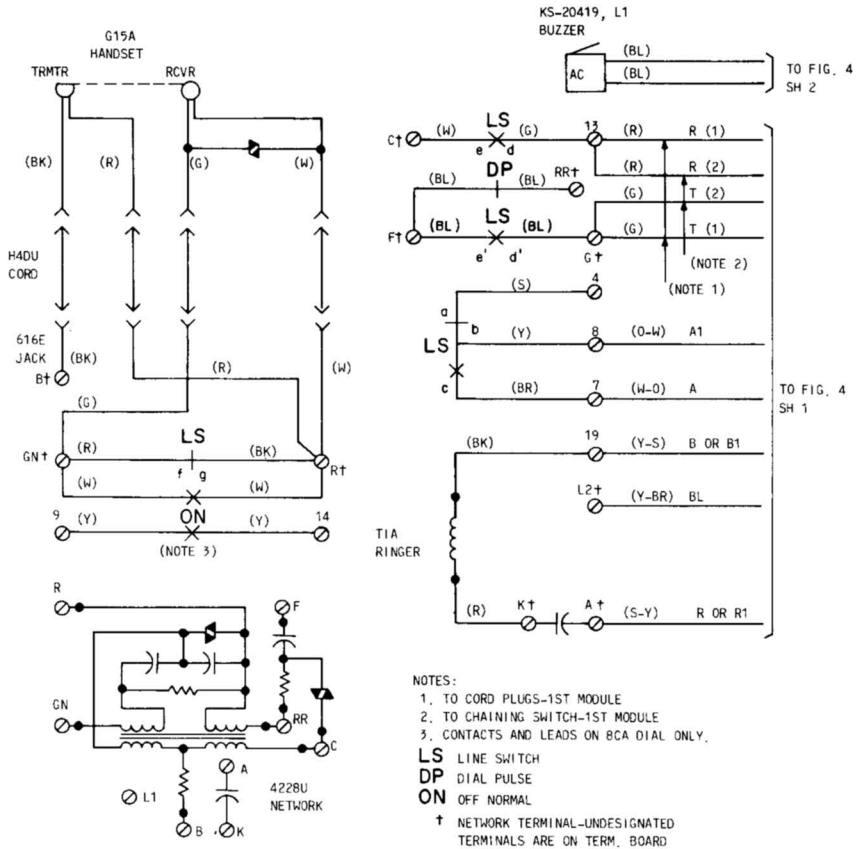 KS-20419, L1
BUZZER
G15A
HANDSET
TRMTR
RCVR
AC
(BL)
(BL)
TO FIG. 4
SH 2
(BK)
(R)
(G)
(W)
C†
(W)
LS
(G)
13
(R)
R (1)
e
d
DP
(R)
R (2)
(BL)
(BL)
RR†
(G)
T (2)
F†
(BL)
LS
(BL)
(G)
T (1)
e'
d'
G†
(NOTE 2)
(NOTE 1)
H4DU
CORD
(S)
4
a
b
LS
(Y)
8
(O-W)
A1
c
(BR)
7
(W-O)
A
TO FIG. 4
SH 1
616E
JACK
(BK)
B†
(R)
(W)
(G)
LS
GN†
(R)
(BK)
R†
f
g
(W)
(W)
9
(Y)
ON
(Y)
14
(NOTE 3)
(BK)
19
(Y-S)
B OR B1
L2†
(Y-BR)
BL
TIA
RINGER
(R)
K†
A†
(S-Y)
R OR R1
R
F
GN
RR
C
A
4228U
NETWORK
L1
B
K
NOTES:
1. TO CORD PLUGS-1ST MODULE
2. TO CHAINING SWITCH-1ST MODULE
3. CONTACTS AND LEADS ON 8CA DIAL ONLY.
LS LINE SWITCH
DP DIAL PULSE
ON OFF NORMAL
† NETWORK TERMINAL-UNDESIGNATED
TERMINALS ARE ON TERM. BOARD